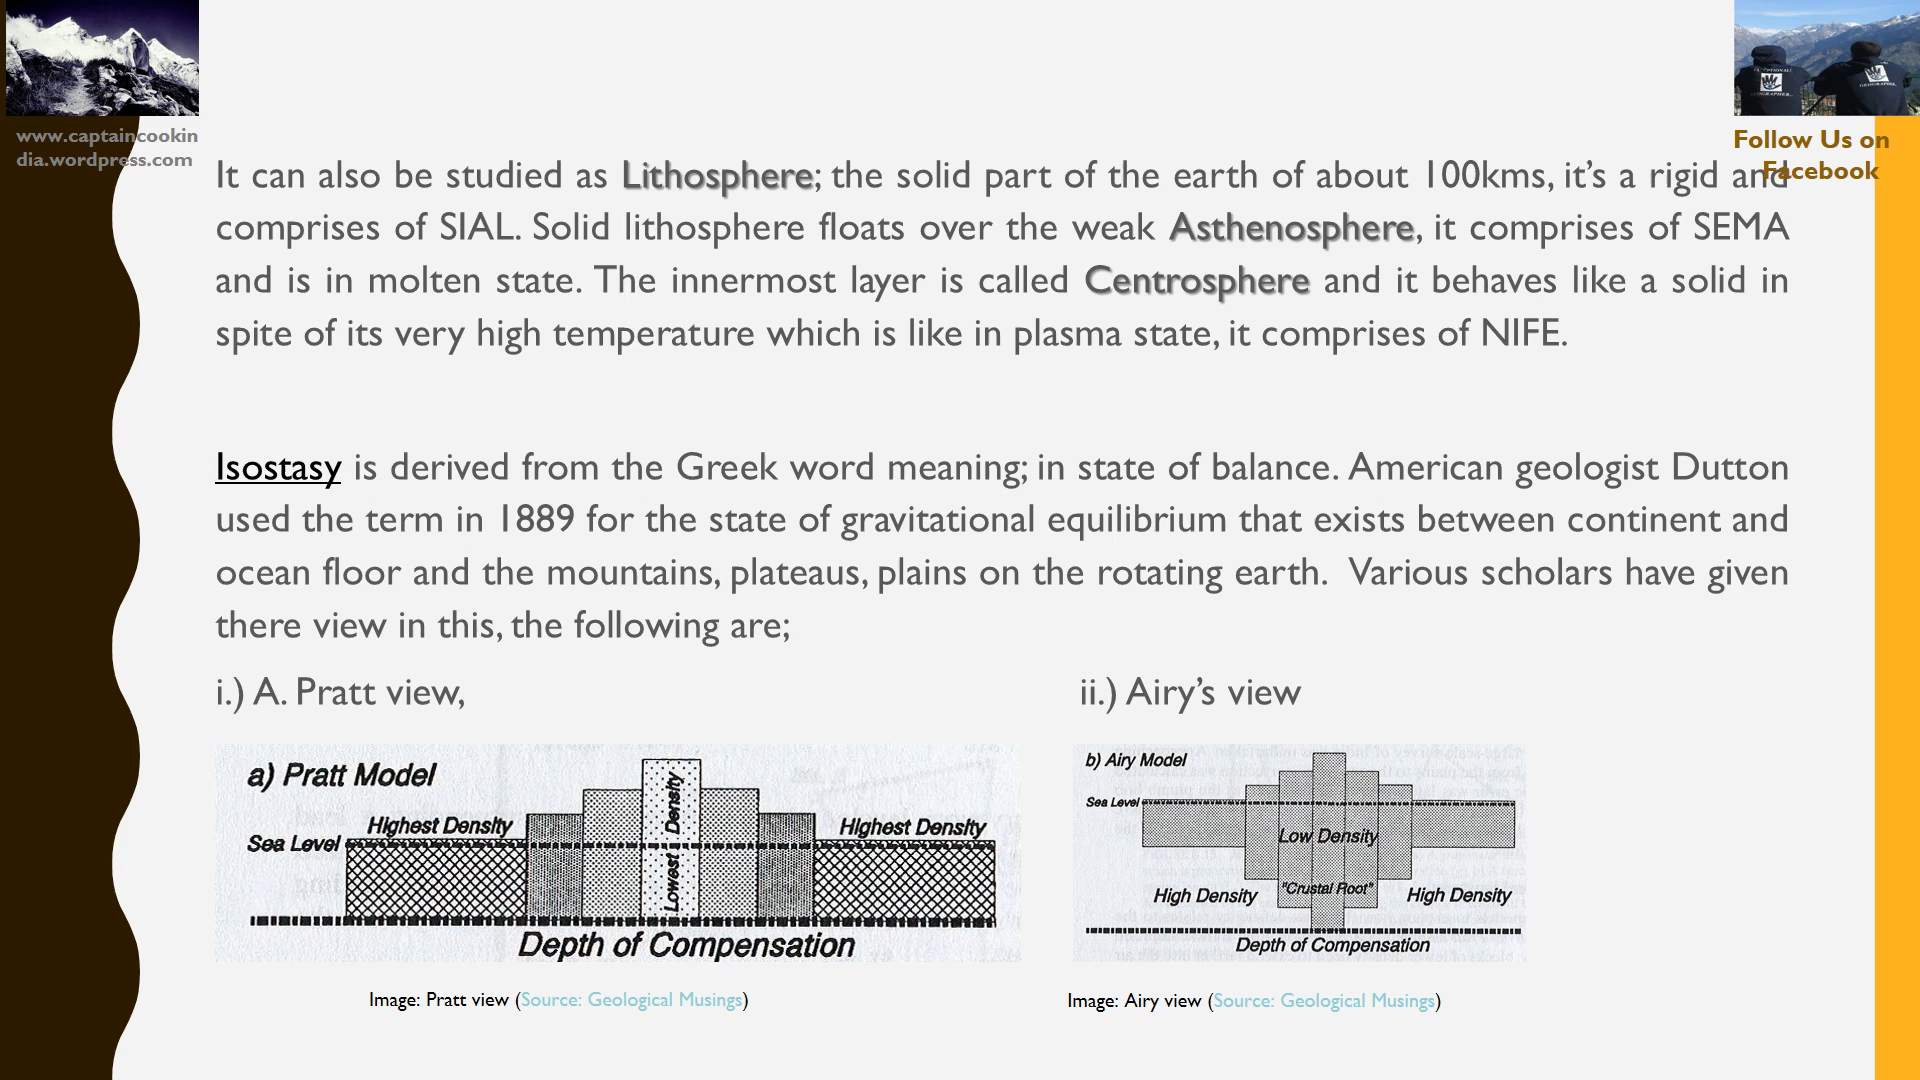 www.captaincookin
dia.wordpress.com
Follow Us on
Facebook
It can also be studied as Lithosphere; the solid part of the earth of about 100kms, it’s a rigid and
comprises of SIAL. Solid lithosphere floats over the weak Asthenosphere, it comprises of SEMA
and is in molten state. The innermost layer is called Centrosphere and it behaves like a solid in
spite of its very high temperature which is like in plasma state, it comprises of NIFE.
Isostasy is derived from the Greek word meaning; in state of balance. American geologist Dutton
used the term in 1889 for the state of gravitational equilibrium that exists between continent and
ocean floor and the mountains, plateaus, plains on the rotating earth. Various scholars have given
there view in this, the following are;
i.) A. Pratt view,
ii.) Airy’s view
a) Pratt Model
Highest Density
Highest Density
Sea Level
Lowest Density
Depth of Compensation
b) Airy Model
Sea Level
Low Density
"Crustal Root"
High Density
High Density
Depth of Compensation
Image: Pratt view (Source: Geological Musings)
Image: Airy view (Source: Geological Musings)